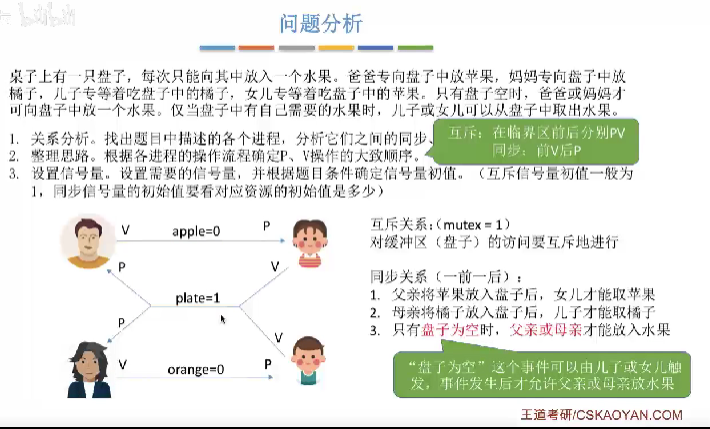 bilibili
问题分析
桌子上有一只盘子，每次只能向其中放入一个水果。爸爸专向盘子中放苹果，妈妈专向盘子中放
橘子，儿子专等着吃盘子中的橘子，女儿专等着吃盘子中的苹果。只有盘子空时，爸爸或妈妈才
可向盘子中放一个水果。仅当盘子中有自己需要的水果时，儿子或女儿可以从盘子中取出水果。
1. 关系分析。找出题目中描述的各个进程，分析它们之间的同步、
2. 整理思路。根据各进程的操作流程确定P、V操作的大致顺序。
3. 设置信号量。设置需要的信号量，并根据题目条件确定信号量初值。（互斥信号量初值一般为
1，同步信号量的初始值要看对应资源的初始值是多少）
互斥：在临界区前后分别PV
同步：前V后P
V apple=0 P
P V
plate=1
P V
V orange=0 P
互斥关系：（mutex = 1）
对缓冲区（盘子）的访问要互斥地进行
同步关系（一前一后）：
1. 父亲将苹果放入盘子后，女儿才能取苹果
2. 母亲将橘子放入盘子后，儿子才能取橘子
3. 只有盘子为空时，父亲或母亲才能放入水果
“盘子为空”这个事件可以由儿子或女儿触
发，事件发生后才允许父亲或母亲放水果
王道考研/CSKAOYAN.COM